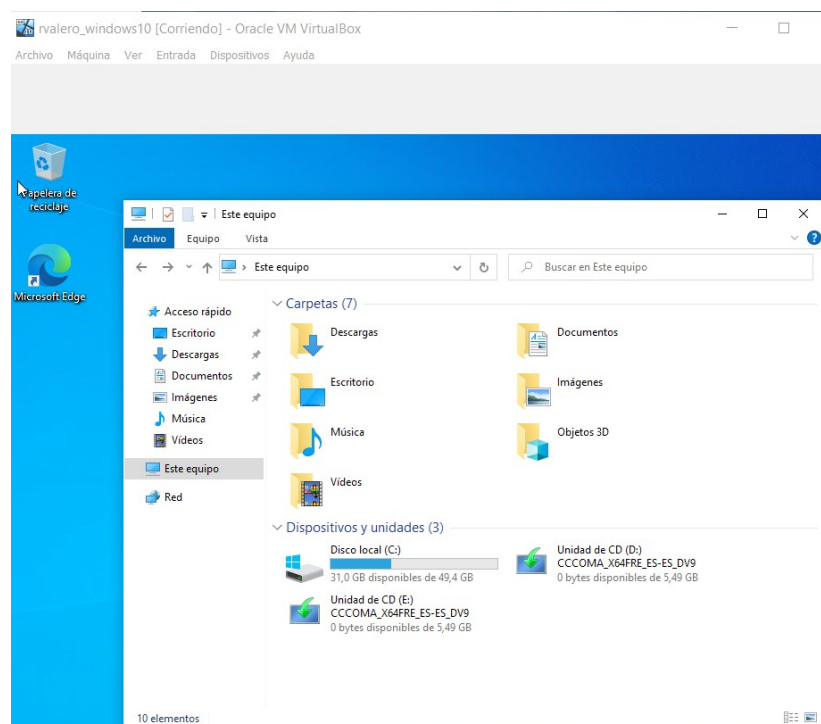 rvalero_windows10 [Corriendo] - Oracle VM VirtualBox
Archivo Máquina Ver Entrada Dispositivos Ayuda
Papelera de
reciclaje
Microsoft Edge
Este equipo
Archivo Equipo Vista
Este equipo
Buscar en Este equipo
Acceso rápido
Escritorio
Descargas
Documentos
Imágenes
Música
Vídeos
Este equipo
Red
Carpetas (7)
Descargas
Documentos
Escritorio
Imágenes
Música
Objetos 3D
Vídeos
Dispositivos y unidades (3)
Disco local (C:)
31,0 GB disponibles de 49,4 GB
Unidad de CD (D:)
CCCOMA_X64FRE_ES-ES_DV9
0 bytes disponibles de 5,49 GB
Unidad de CD (E:)
CCCOMA_X64FRE_ES-ES_DV9
0 bytes disponibles de 5,49 GB
10 elementos